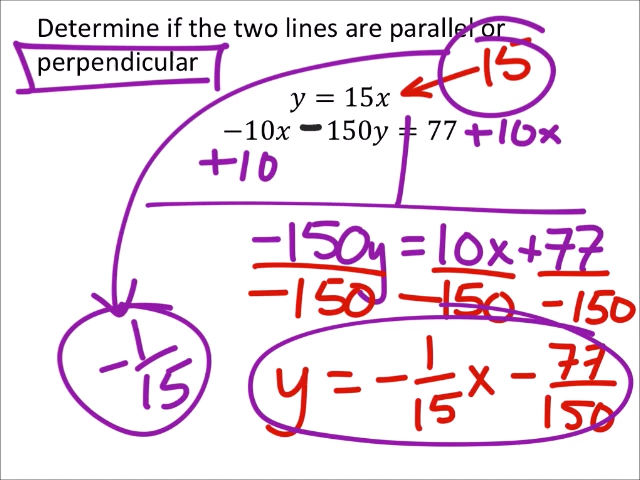 Determine if the two lines are parallel or
perpendicular
15
y = 15x
−10x − 150y = 77 +10x
+10
-150y = 10x+77
-150 -150 -150
-1/15
y = -1/15 x - 77/150